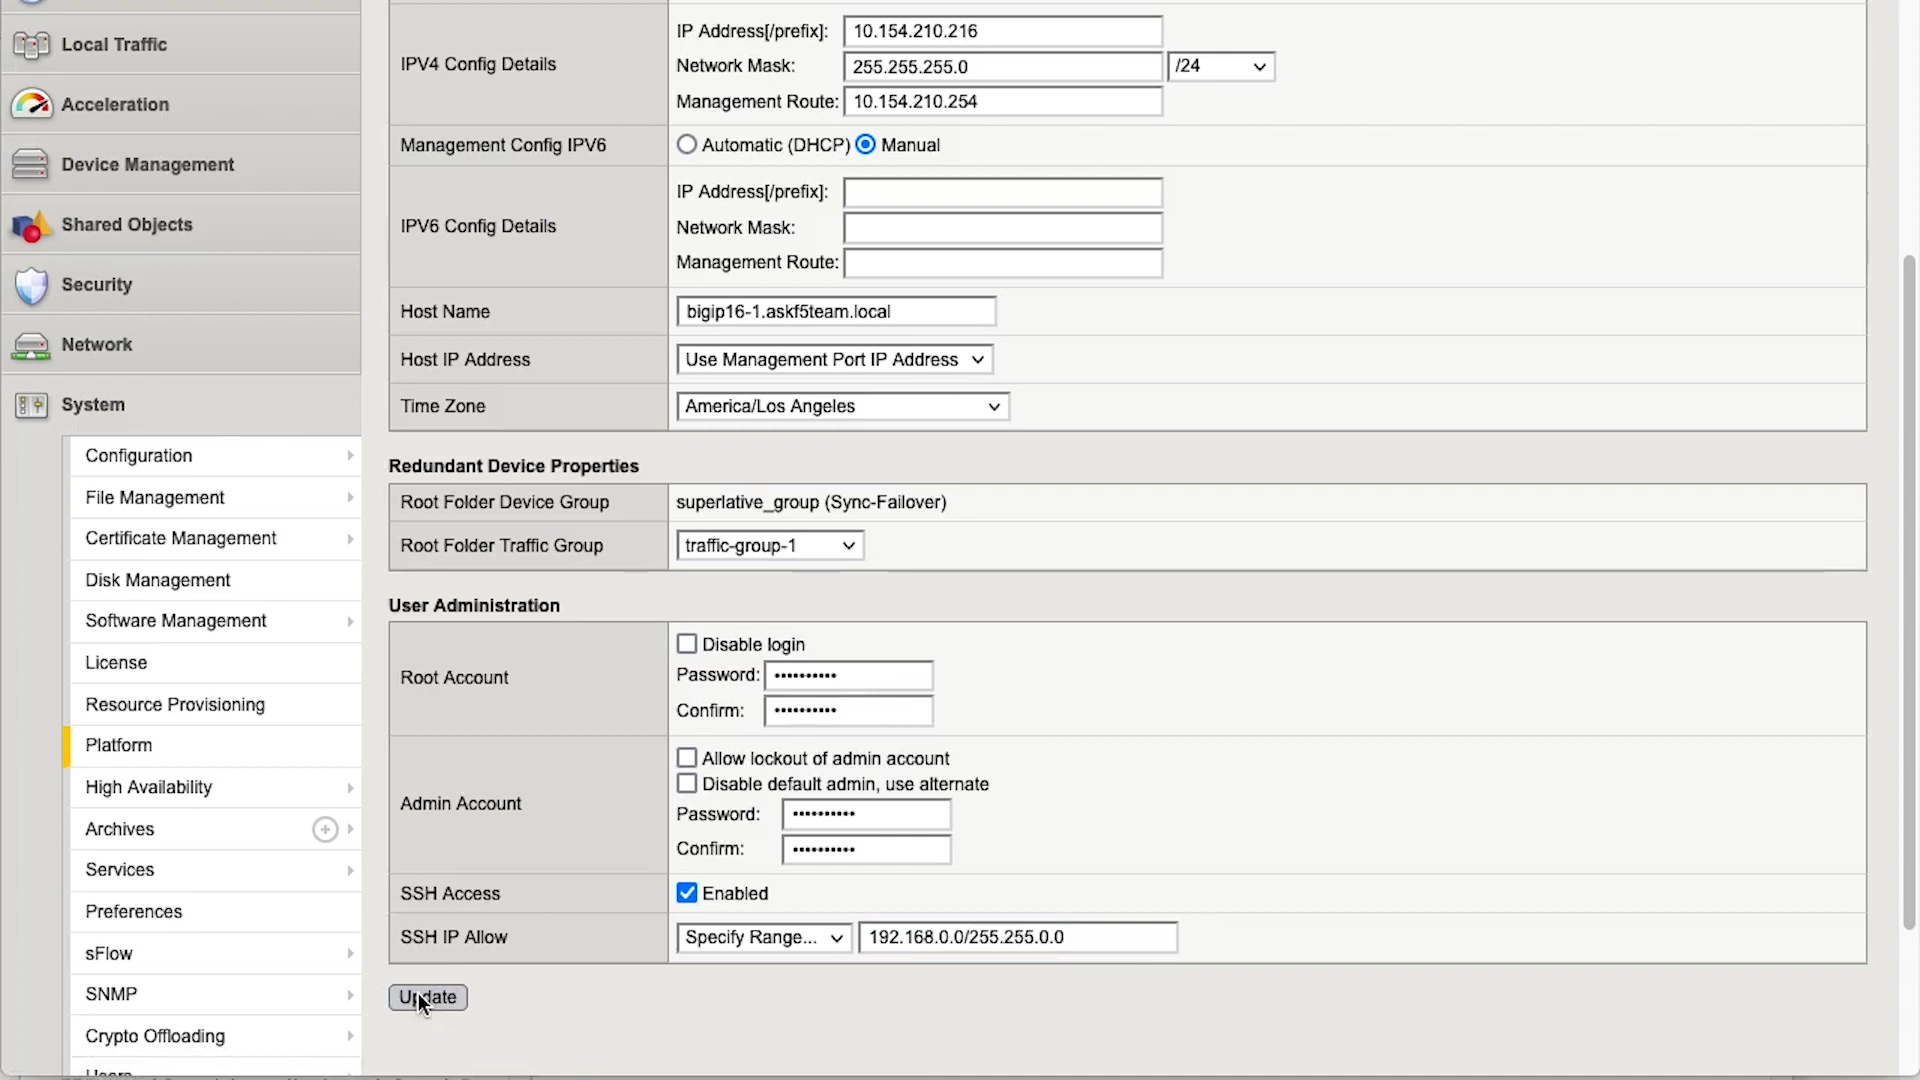 Local Traffic
Acceleration
Device Management
Shared Objects
Security
Network
System
Configuration
File Management
Certificate Management
Disk Management
Software Management
License
Resource Provisioning
Platform
High Availability
Archives
Services
Preferences
sFlow
SNMP
Crypto Offloading
Users
IPV4 Config Details
IP Address[/prefix]: 10.154.210.216
Network Mask: 255.255.255.0 /24
Management Route: 10.154.210.254
Management Config IPV6 Automatic (DHCP) Manual
IPV6 Config Details
IP Address[/prefix]:
Network Mask:
Management Route:
Host Name bigip16-1.askf5team.local
Host IP Address Use Management Port IP Address
Time Zone America/Los Angeles
Redundant Device Properties
Root Folder Device Group superlative_group (Sync-Failover)
Root Folder Traffic Group traffic-group-1
User Administration
Root Account
Disable login
Password: ••••••••••
Confirm: ••••••••••
Admin Account
Allow lockout of admin account
Disable default admin, use alternate
Password: ••••••••••
Confirm: ••••••••••
SSH Access Enabled
SSH IP Allow Specify Range... 192.168.0.0/255.255.0.0
Update